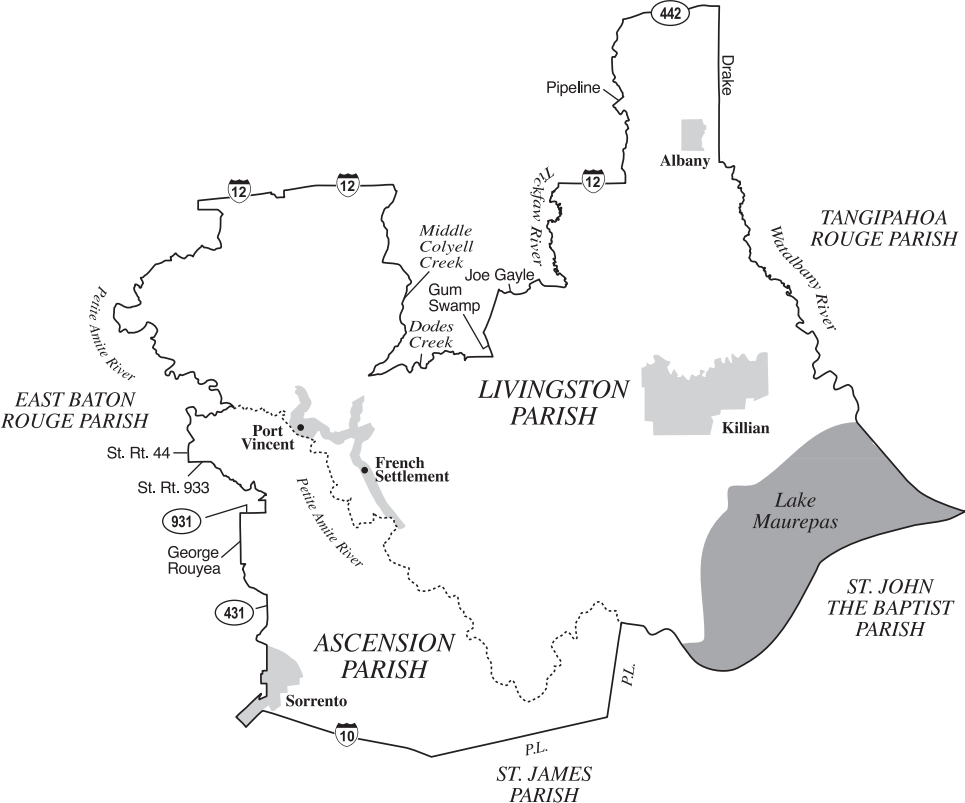 442
Drake
Pipeline
Albany
12
12
12
Tickfaw River
TANGIPAHOA
ROUGE PARISH
Middle
Colyell
Creek
Watalbany River
Joe Gayle
Gum
Swamp
Dodes
Creek
Petite Amite River
EAST BATON
ROUGE PARISH
LIVINGSTON
PARISH
Killian
Port
Vincent
St. Rt. 44
French
Settlement
St. Rt. 933
Petite Amite River
Lake
Maurepas
931
George
Rouyea
431
ST. JOHN
THE BAPTIST
PARISH
ASCENSION
PARISH
P.L.
Sorrento
10
P.L.
ST. JAMES
PARISH